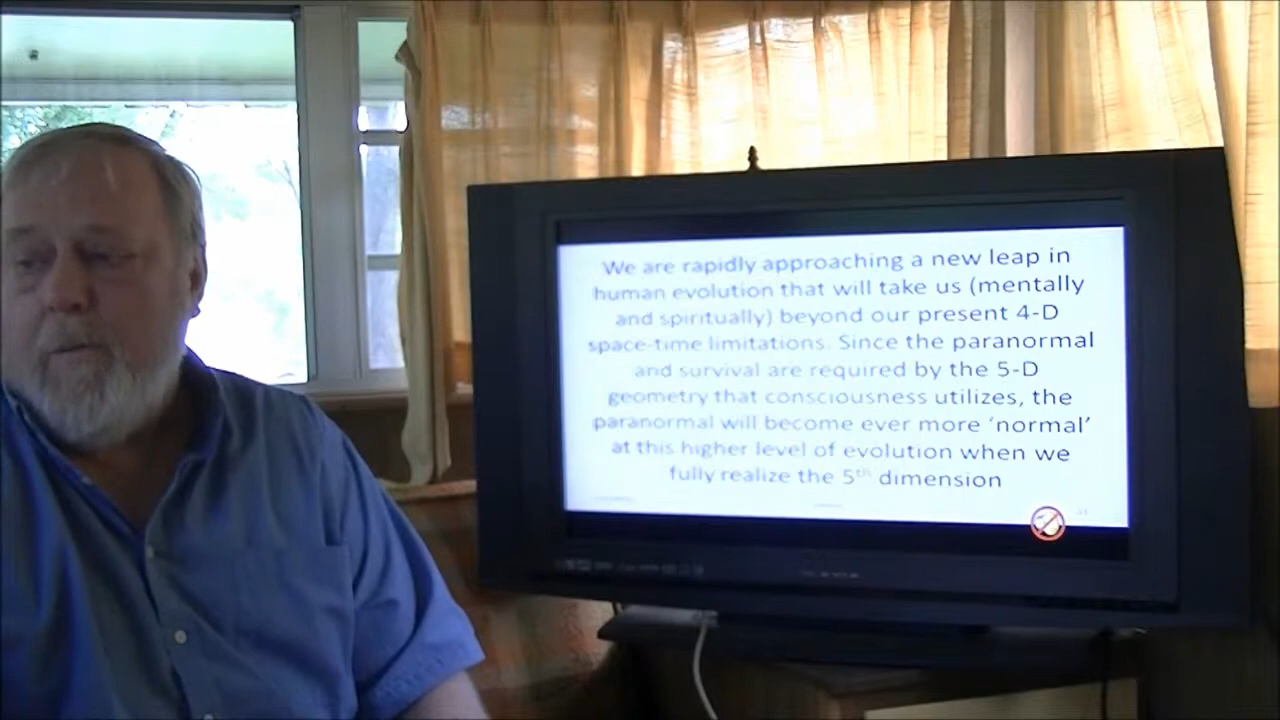 We are rapidly approaching a new leap in
human evolution that will take us (mentally
and spiritually) beyond our present 4-D
space-time limitations. Since the paranormal
and survival are required by the 5-D
geometry that consciousness utilizes, the
paranormal will become ever more ‘normal’
at this higher level of evolution when we
fully realize the 5th dimension